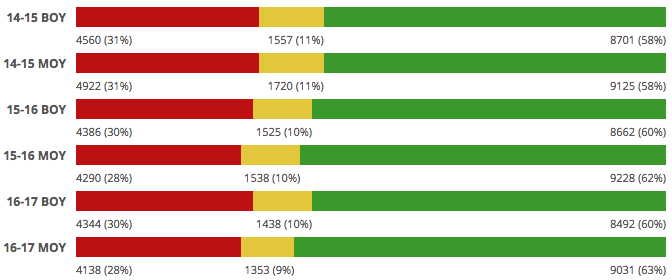 14-15 BOY
4560 (31%) 1557 (11%) 8701 (58%)
14-15 MOY
4922 (31%) 1720 (11%) 9125 (58%)
15-16 BOY
4386 (30%) 1525 (10%) 8662 (60%)
15-16 MOY
4290 (28%) 1538 (10%) 9228 (62%)
16-17 BOY
4344 (30%) 1438 (10%) 8492 (60%)
16-17 MOY
4138 (28%) 1353 (9%) 9031 (63%)